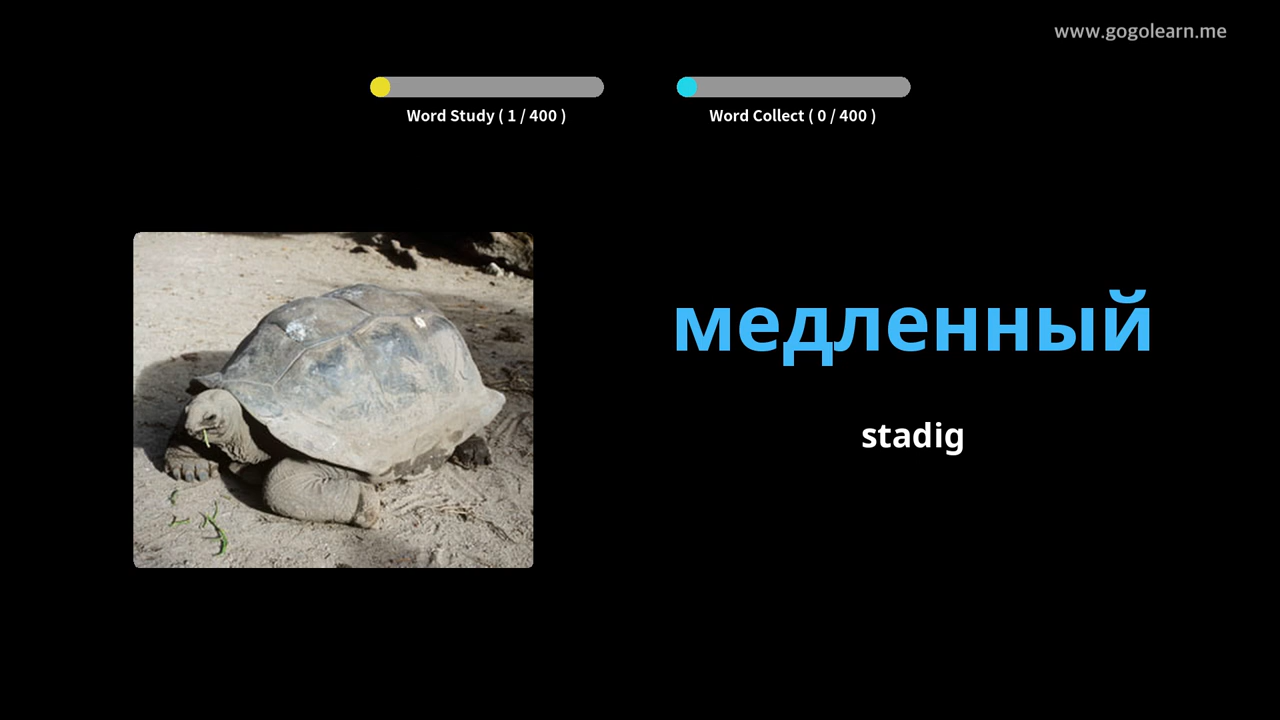 www.gogolearn.me
Word Study ( 1 / 400 )
Word Collect ( 0 / 400 )
медленный
stadig